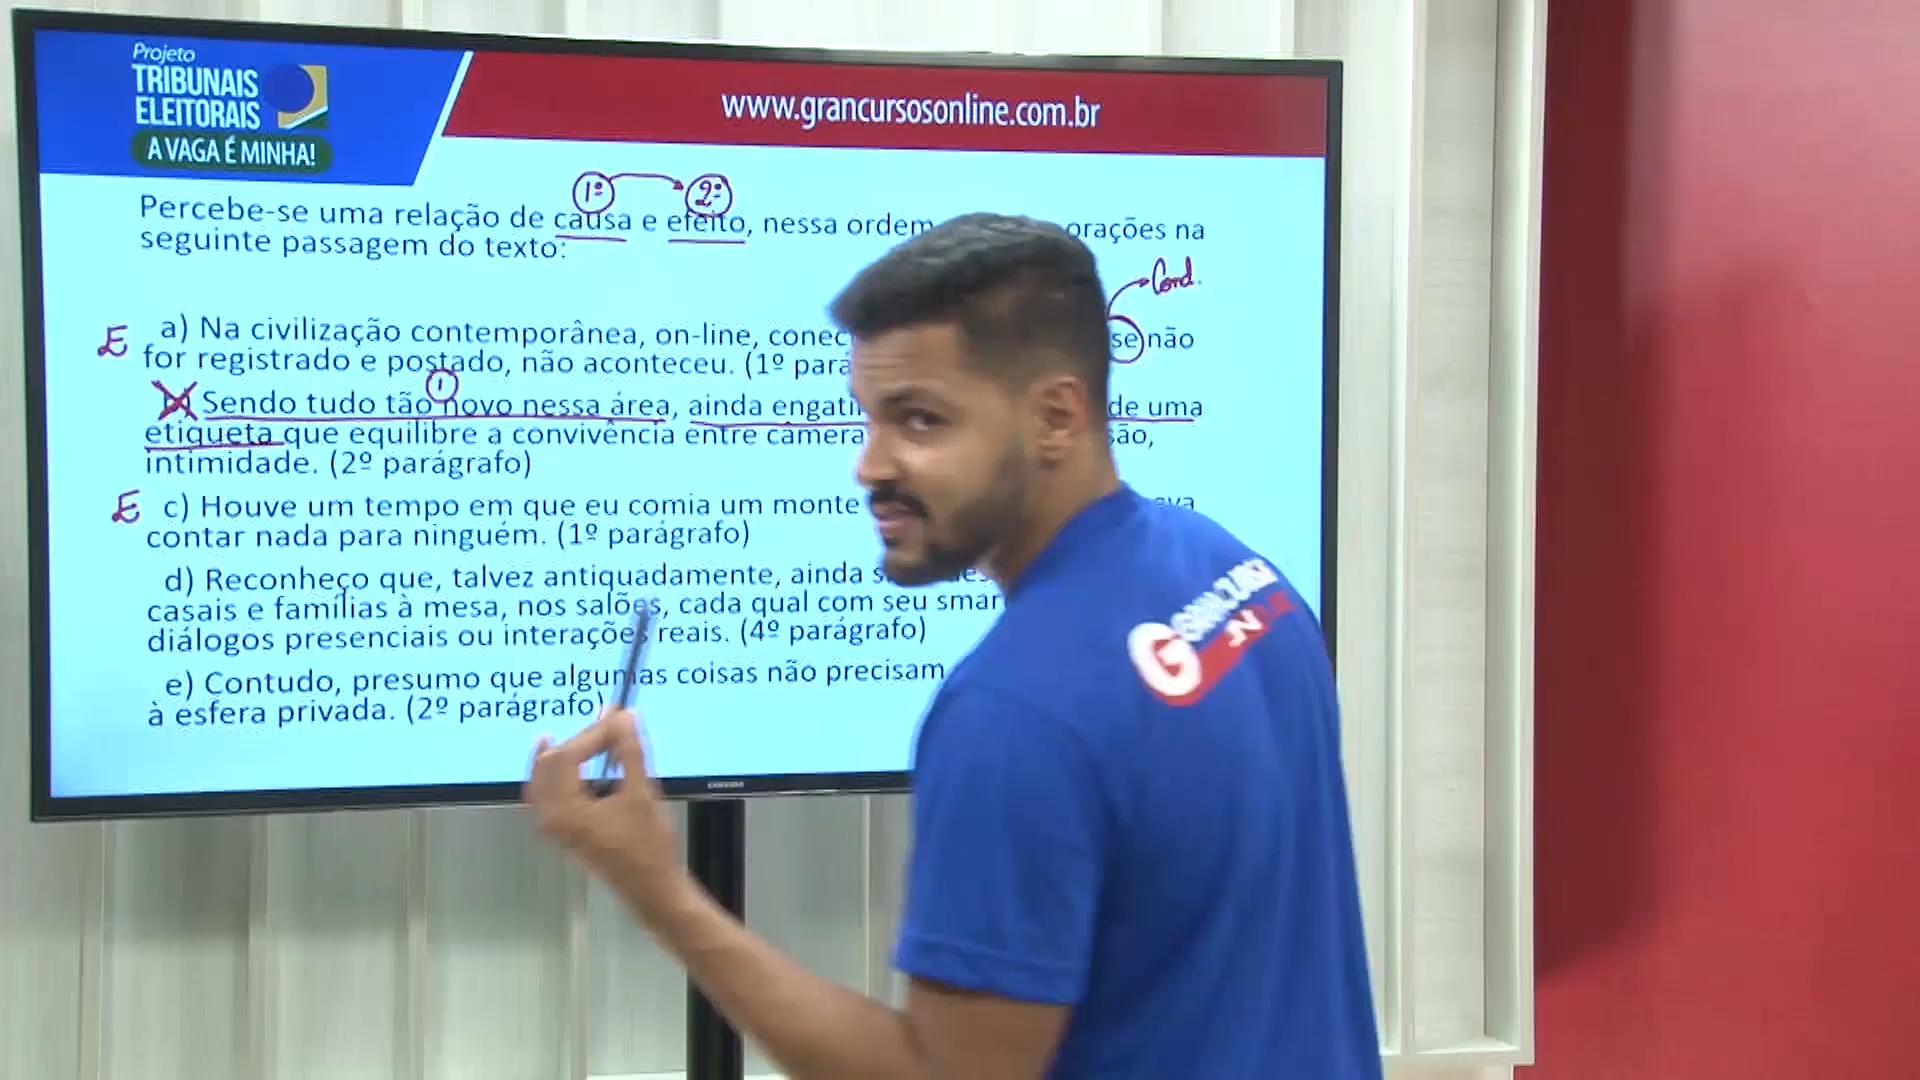 Projeto
TRIBUNAIS
ELEITORAIS
A VAGA É MINHA!
www.grancursosonline.com.br
1º 2º
Percebe-se uma relação de causa e efeito, nessa ordem orações na
seguinte passagem do texto:
Cond.
E a) Na civilização contemporânea, on-line, conec se não
for registrado e postado, não aconteceu. (1º pará
1
Sendo tudo tão novo nessa área, ainda engati de uma
etiqueta que equilibre a convivência entre câmera são,
intimidade. (2º parágrafo)
E c) Houve um tempo em que eu comia um monte ava
contar nada para ninguém. (1º parágrafo)
d) Reconheço que, talvez antiquadamente, ainda
casais e famílias à mesa, nos salões, cada qual com seu smar
diálogos presenciais ou interações reais. (4º parágrafo)
e) Contudo, presumo que algumas coisas não precisam
à esfera privada. (2º parágrafo)
SAMSUNG
GRANCURSOS